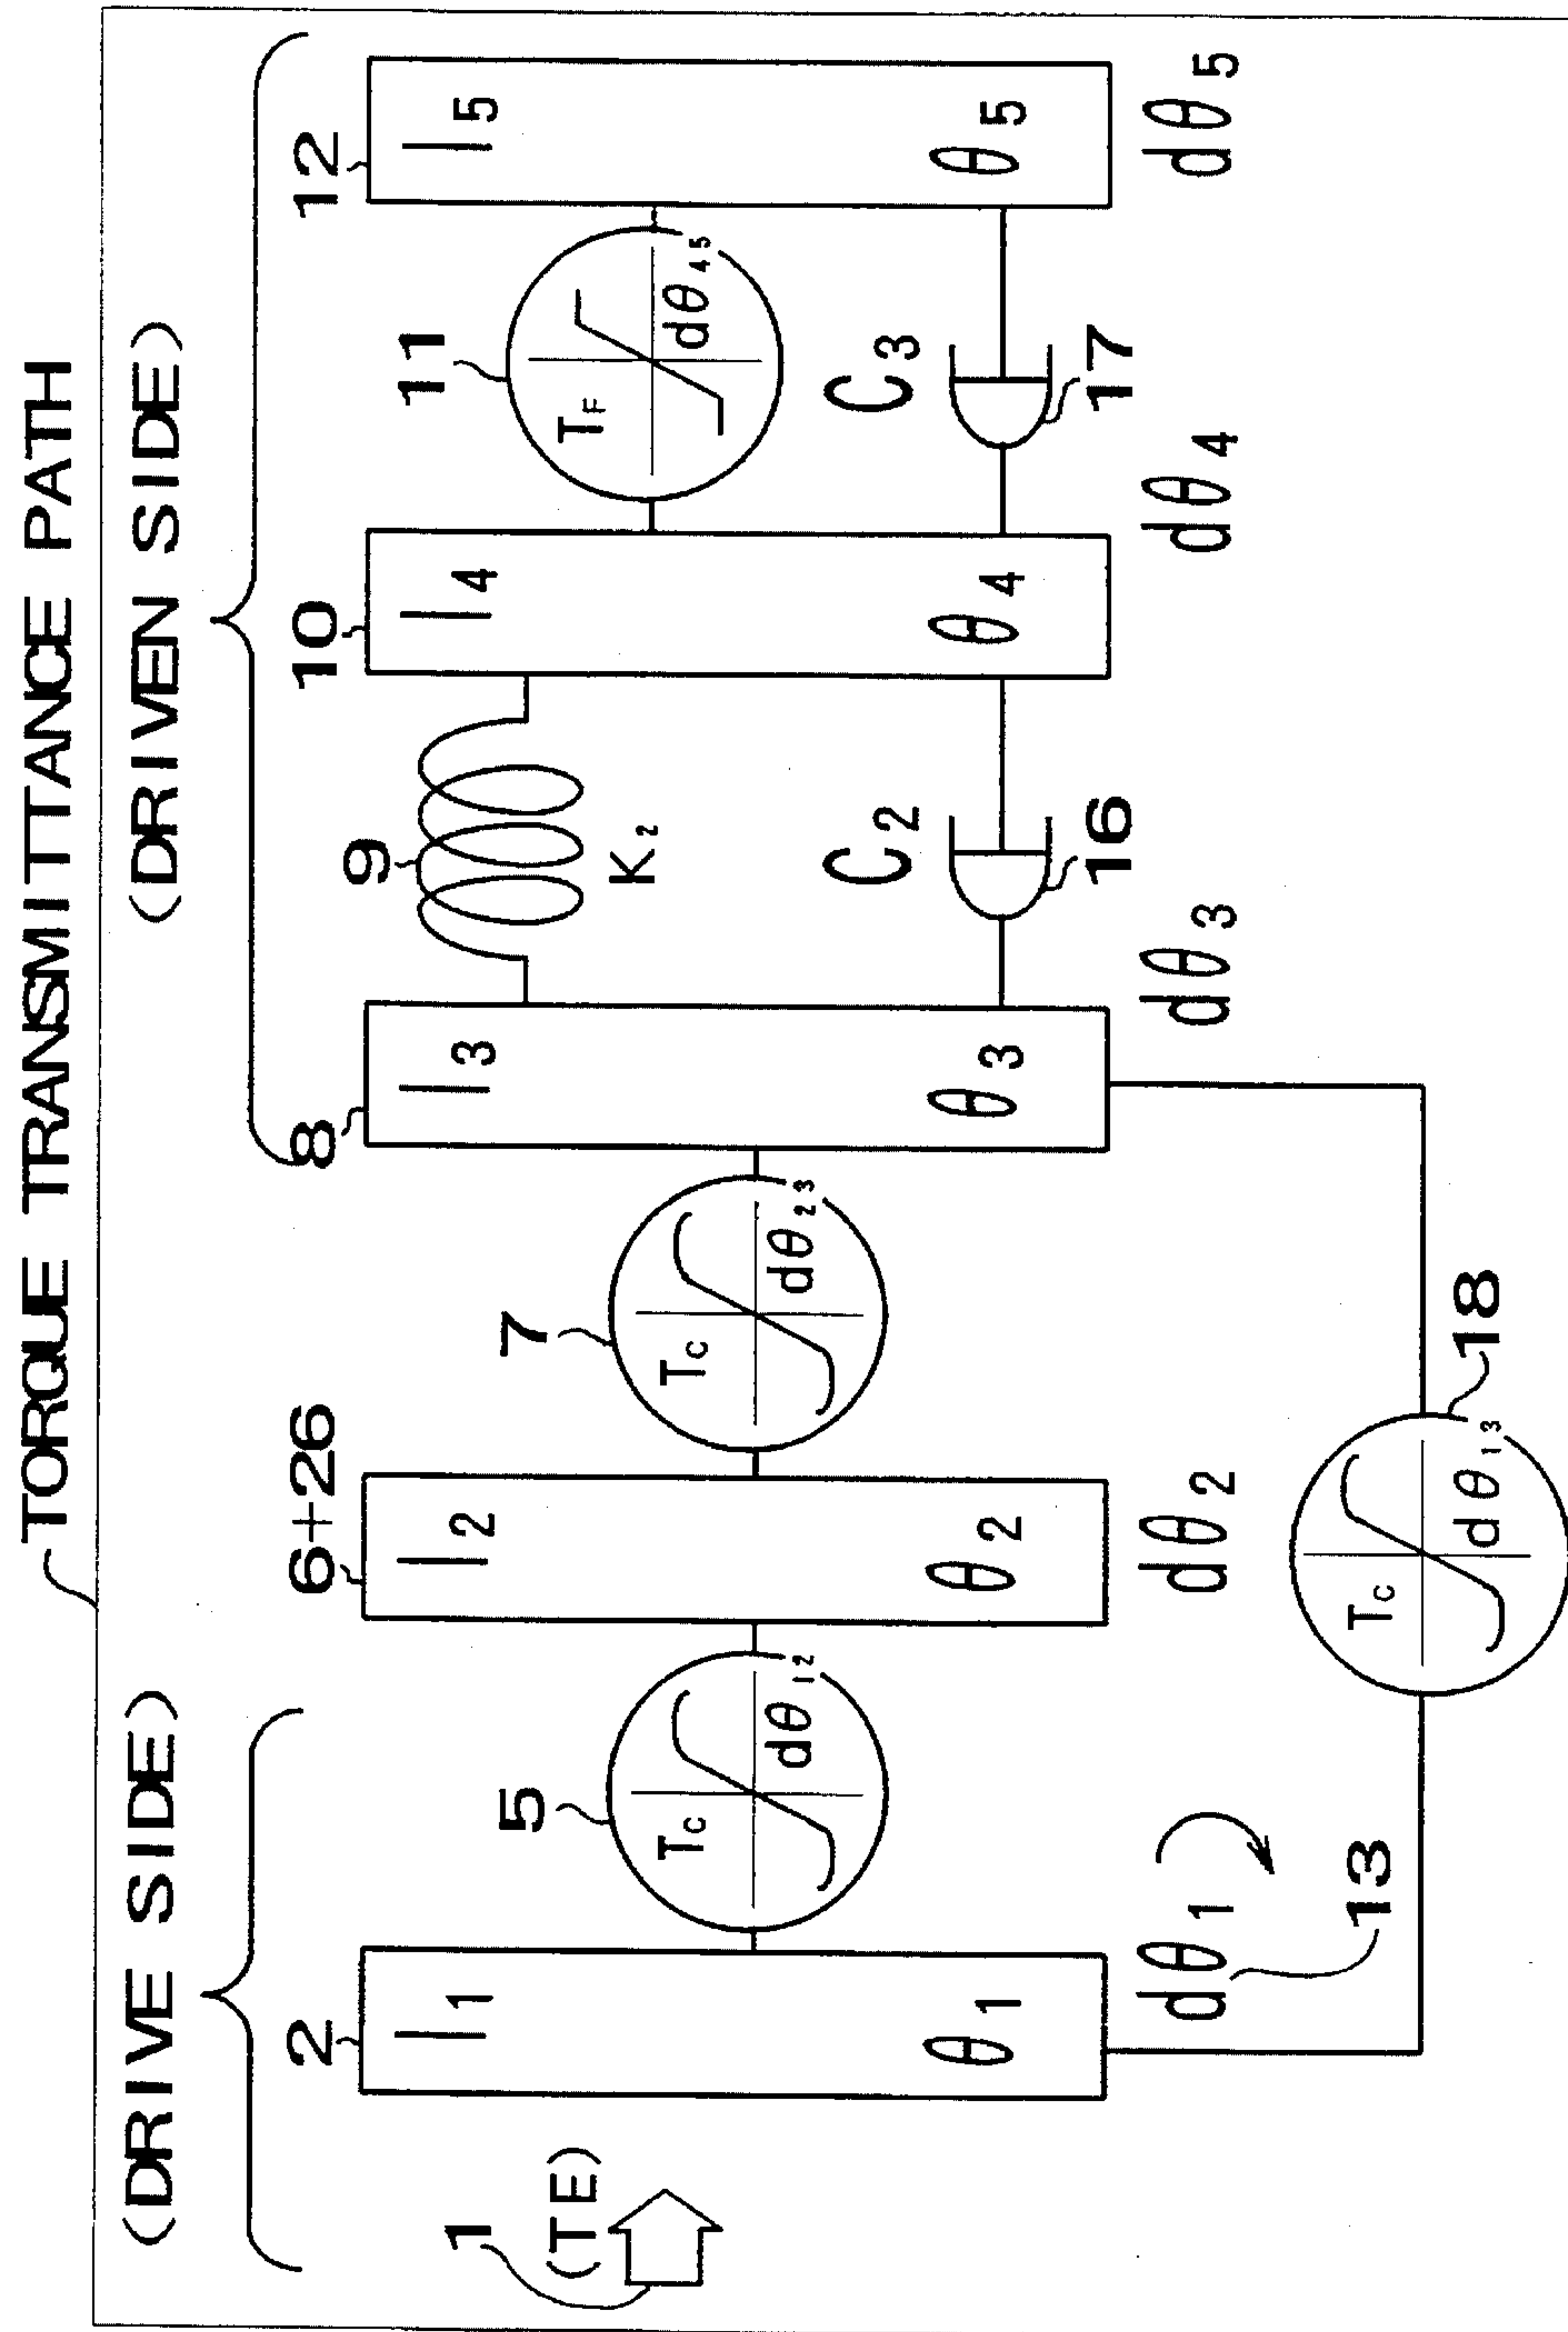 TORQUE TRANSMITTANCE PATH
(DRIVE SIDE)
(DRIVEN SIDE)
1
(TE)
2
I1
θ1
dθ1
13
5
Tc
dθ12
6+26
I2
θ2
dθ2
7
Tc
dθ23
8
I3
θ3
dθ3
18
Tc
dθ13
9
K2
C2
16
10
I4
θ4
dθ4
11
TF
dθ45
C3
17
12
I5
θ5
dθ5